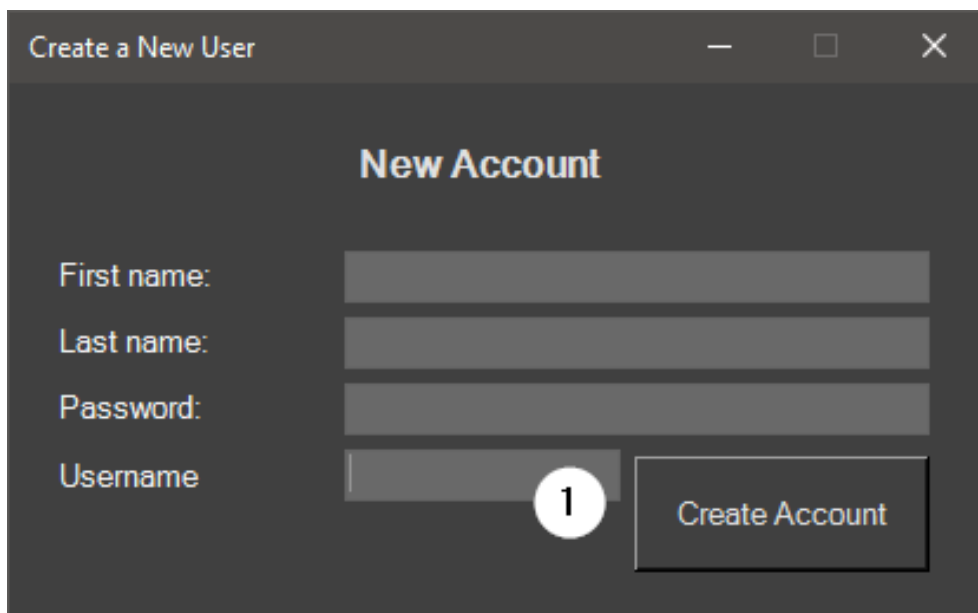 Create a New User
New Account
First name:
Last name:
Password:
Username
1
Create Account